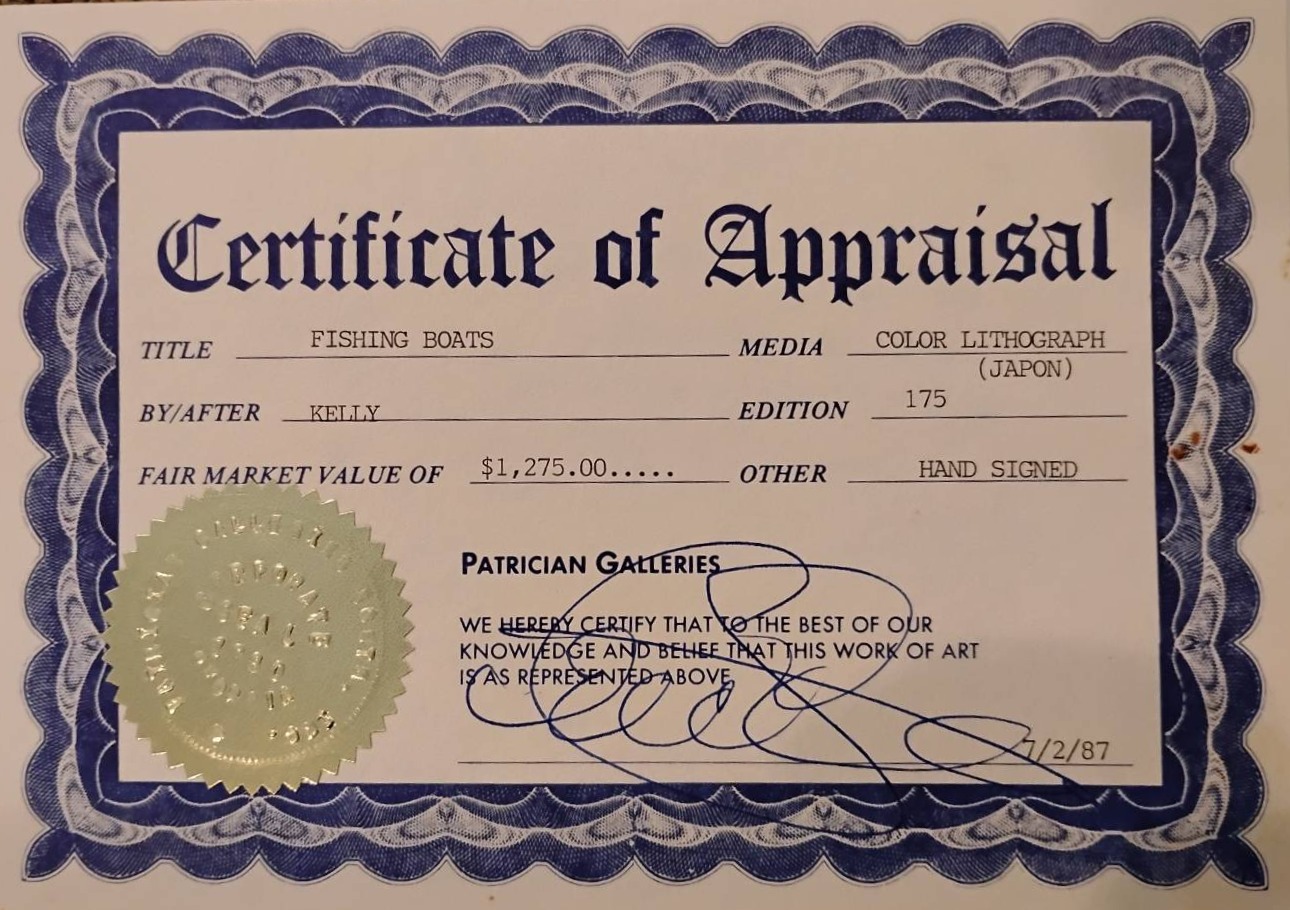 Certificate of Appraisal
TITLE FISHING BOATS MEDIA COLOR LITHOGRAPH
(JAPON)
BY/AFTER KELLY EDITION 175
FAIR MARKET VALUE OF $1,275.00..... OTHER HAND SIGNED
PATRICIAN GALLERIES
WE HEREBY CERTIFY THAT TO THE BEST OF OUR
KNOWLEDGE AND BELIEF THAT THIS WORK OF ART
IS AS REPRESENTED ABOVE
7/2/87
CORPORATE